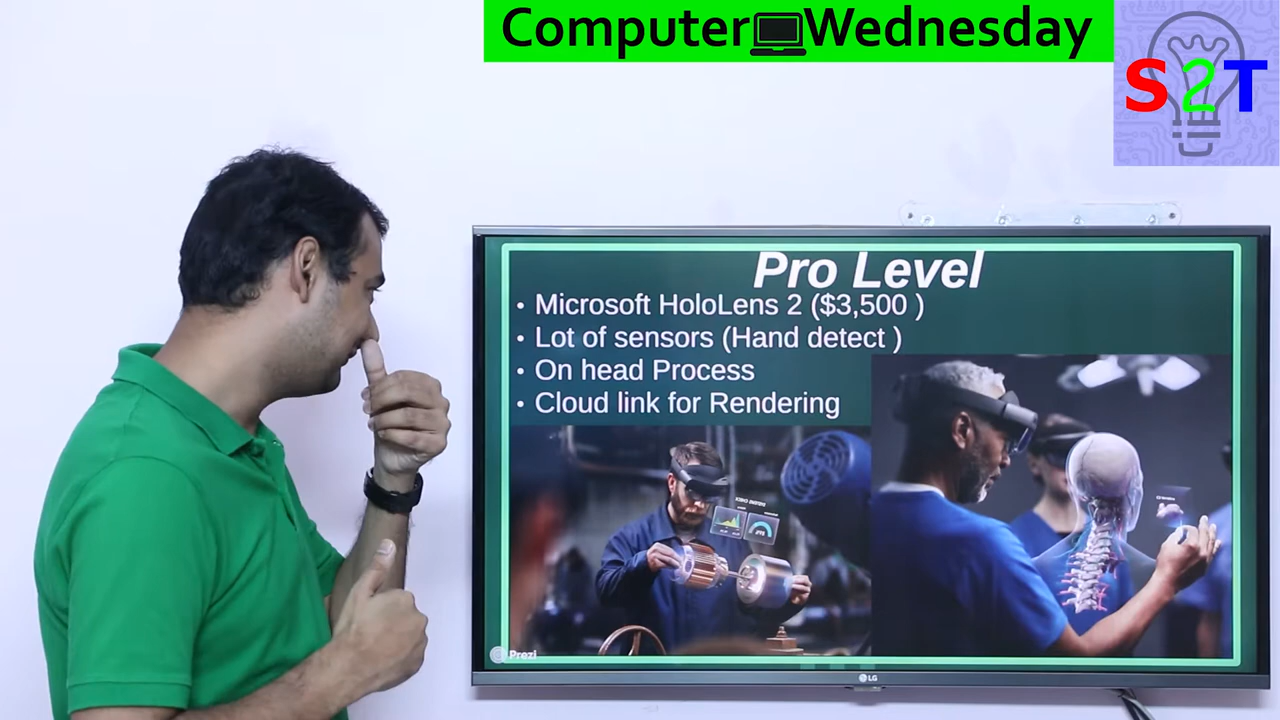 Computer Wednesday
S2T
Pro Level
• Microsoft HoloLens 2 ($3,500 )
• Lot of sensors (Hand detect )
• On head Process
• Cloud link for Rendering
Prezi
LG